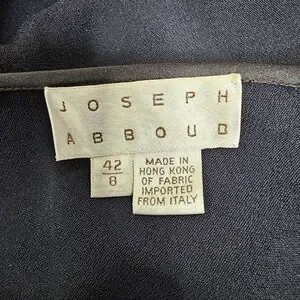 JOSEPH
ABBOUD
42
8
MADE IN
HONG KONG
OF FABRIC
IMPORTED
FROM ITALY